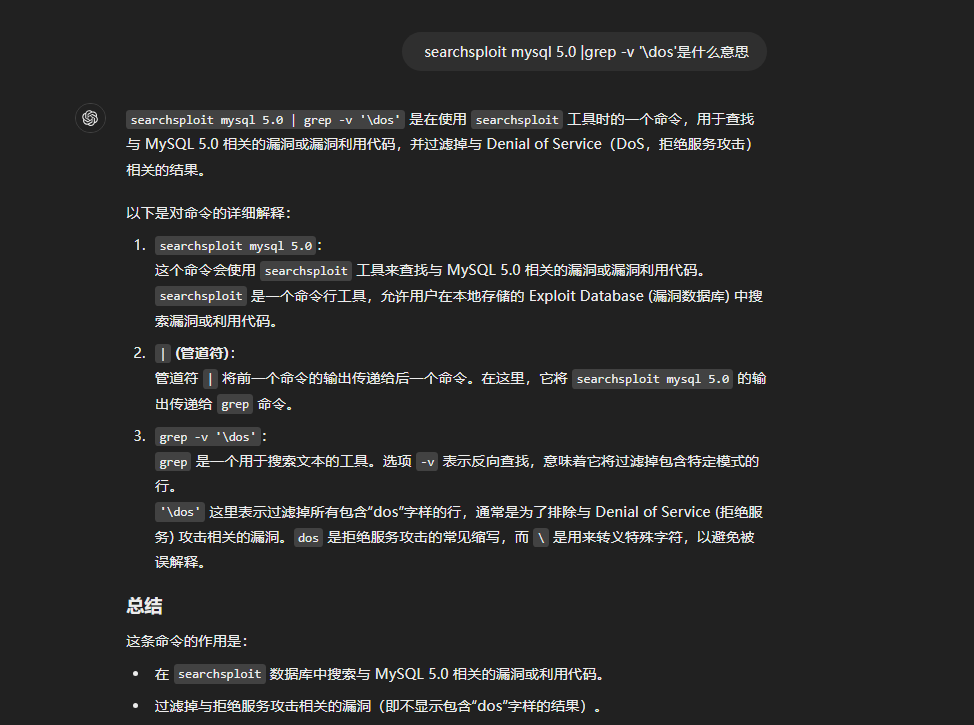 searchsploit mysql 5.0 |grep -v '\dos'是什么意思
searchsploit mysql 5.0 | grep -v '\dos' 是在使用 searchsploit 工具时的一个命令，用于查找
与 MySQL 5.0 相关的漏洞或漏洞利用代码，并过滤掉与 Denial of Service（DoS，拒绝服务攻击）
相关的结果。
以下是对命令的详细解释：
1. searchsploit mysql 5.0：
这个命令会使用 searchsploit 工具来查找与 MySQL 5.0 相关的漏洞或漏洞利用代码。
searchsploit 是一个命令行工具，允许用户在本地存储的 Exploit Database (漏洞数据库) 中搜
索漏洞或利用代码。
2. | (管道符)：
管道符 | 将前一个命令的输出传递给后一个命令。在这里，它将 searchsploit mysql 5.0 的输
出传递给 grep 命令。
3. grep -v '\dos'：
grep 是一个用于搜索文本的工具。选项 -v 表示反向查找，意味着它将过滤掉包含特定模式的
行。
'\dos' 这里表示过滤掉所有包含“dos”字样的行，通常是为了排除与 Denial of Service (拒绝服
务) 攻击相关的漏洞。dos 是拒绝服务攻击的常见缩写，而 \ 是用来转义特殊字符，以避免被
误解释。
总结
这条命令的作用是：
• 在 searchsploit 数据库中搜索与 MySQL 5.0 相关的漏洞或利用代码。
• 过滤掉与拒绝服务攻击相关的漏洞（即不显示包含“dos”字样的结果）。